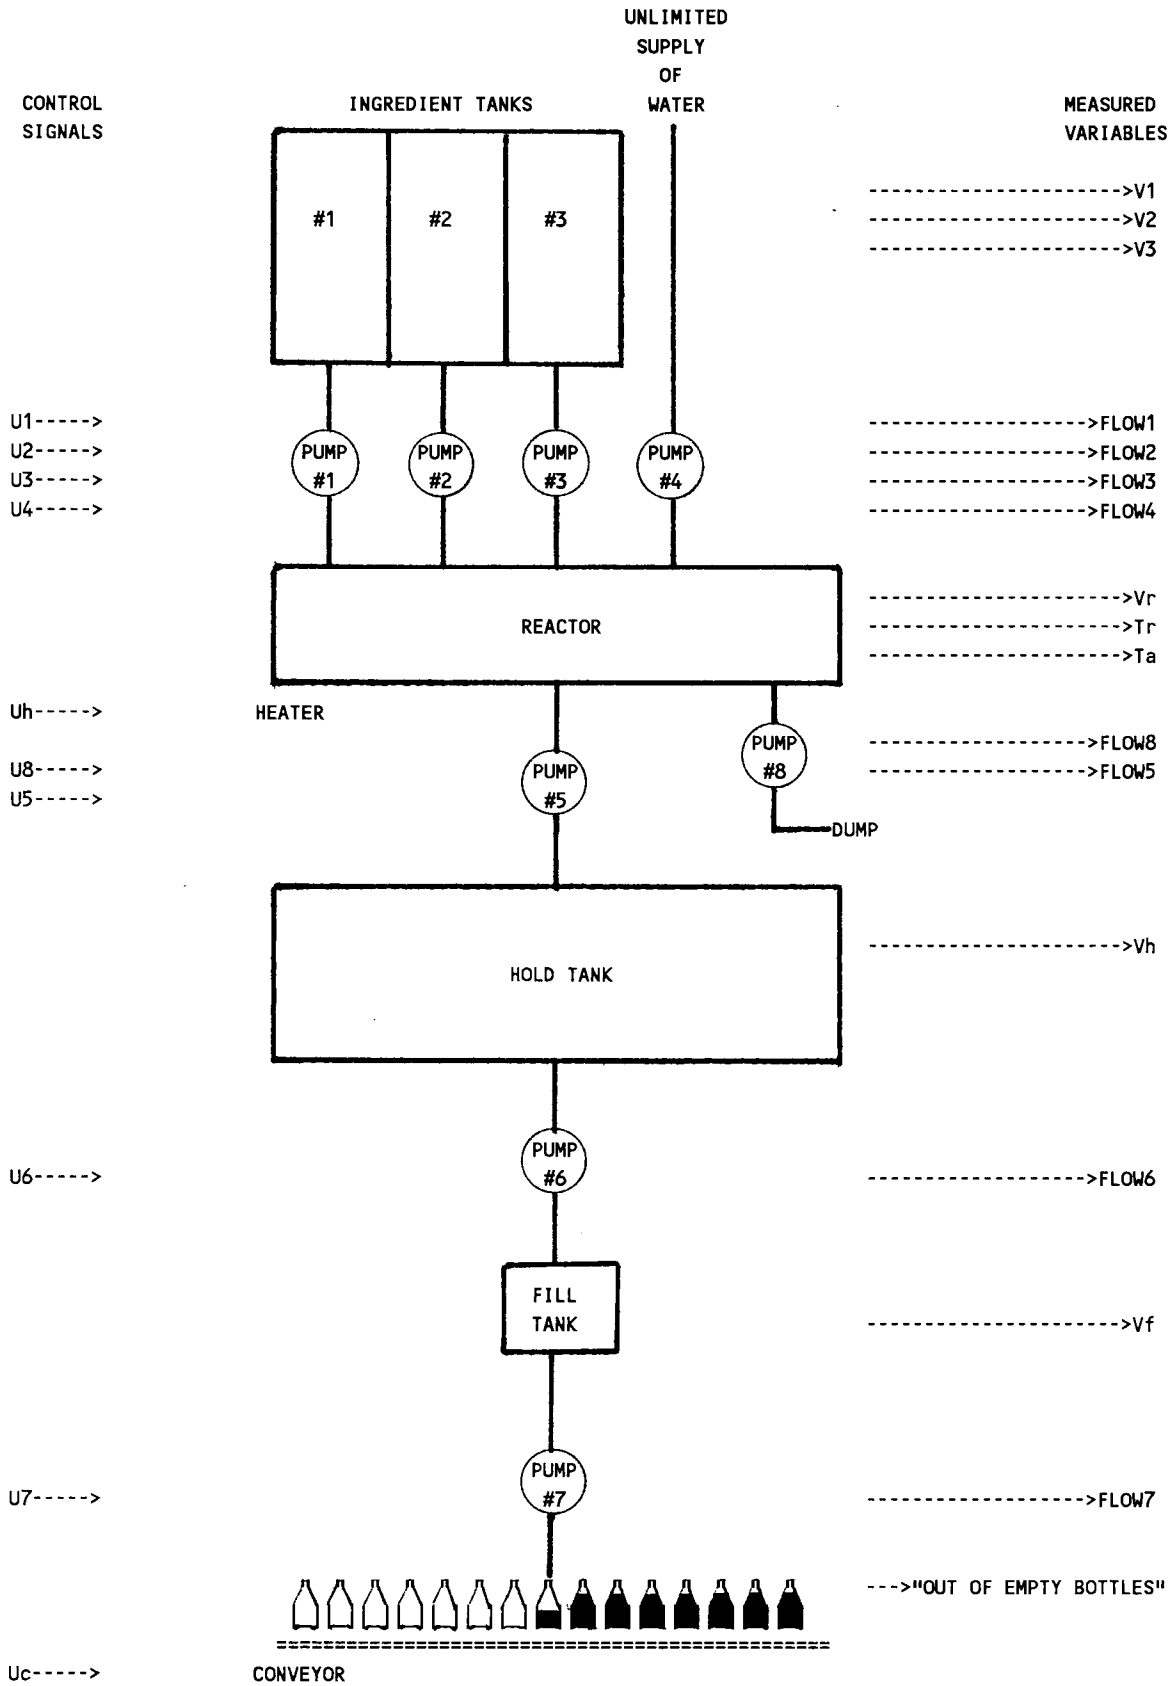 UNLIMITED
SUPPLY
OF
CONTROL INGREDIENT TANKS WATER MEASURED
SIGNALS VARIABLES
------------------>V1
#1 #2 #3 ------------------>V2
------------------>V3
U1-----> ---------------->FLOW1
U2-----> PUMP PUMP PUMP PUMP ---------------->FLOW2
U3-----> #1 #2 #3 #4 ---------------->FLOW3
U4-----> ---------------->FLOW4
------------------>Vr
REACTOR ------------------>Tr
------------------>Ta
Uh-----> HEATER
PUMP ---------------->FLOW8
U8-----> PUMP #8 ---------------->FLOW5
U5-----> #5
DUMP
------------------>Vh
HOLD TANK
PUMP
U6-----> #6 ---------------->FLOW6
FILL
TANK ------------------>Vf
PUMP
U7-----> #7 ---------------->FLOW7
--->"OUT OF EMPTY BOTTLES"
Uc-----> CONVEYOR